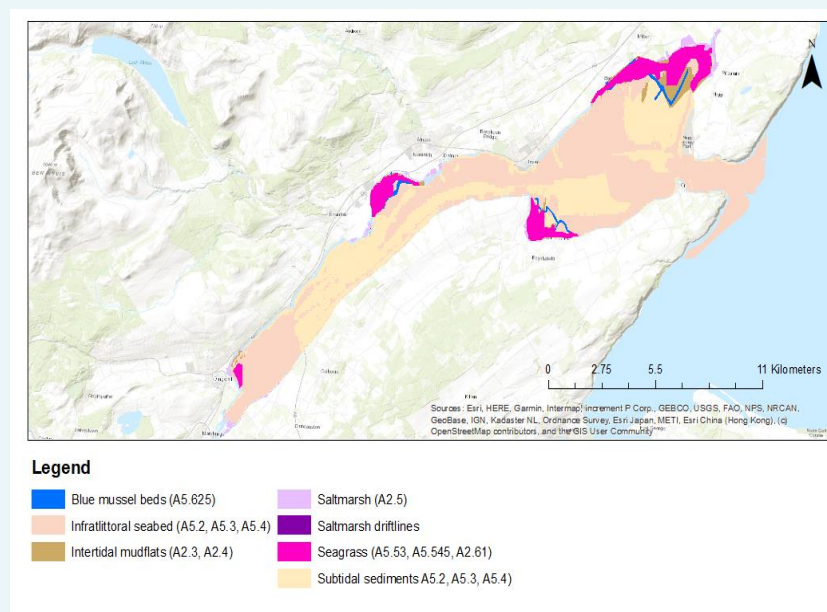 N
0 2.75 5.5 11 Kilometers
Sources: Esri, HERE, Garmin, Intermap, increment P Corp., GEBCO, USGS, FAO, NPS, NRCAN,
GeoBase, IGN, Kadaster NL, Ordnance Survey, Esri Japan, METI, Esri China (Hong Kong), (c)
OpenStreetMap contributors, and the GIS User Community
Legend
Blue mussel beds (A5.625)
Infratlittoral seabed (A5.2, A5.3, A5.4)
Intertidal mudflats (A2.3, A2.4)
Saltmarsh (A2.5)
Saltmarsh driftlines
Seagrass (A5.53, A5.545, A2.61)
Subtidal sediments A5.2, A5.3, A5.4)